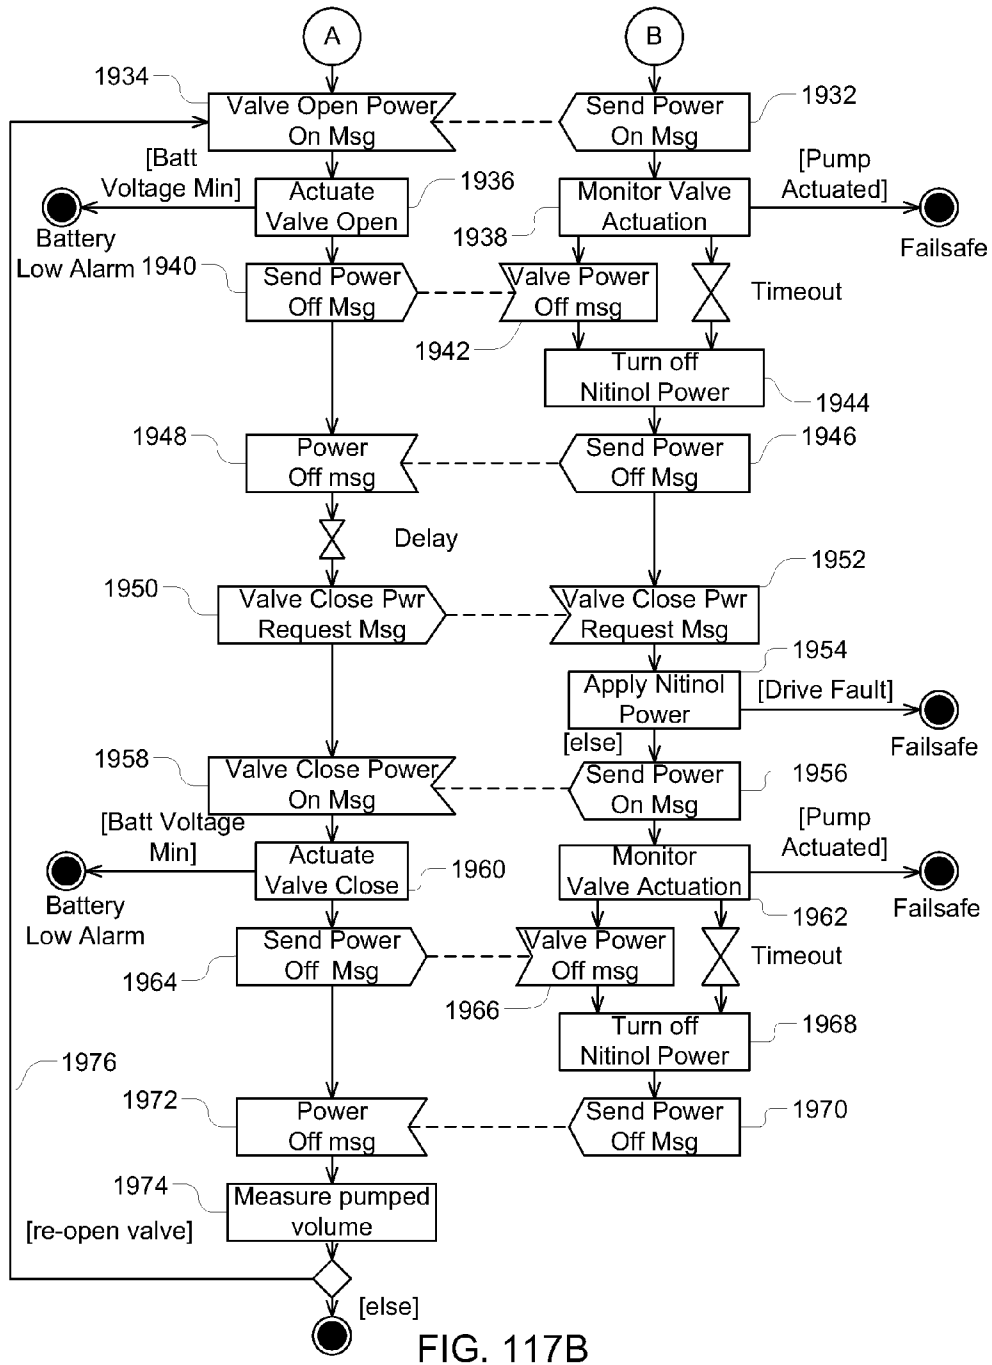 A
B
1934
Valve Open Power
On Msg
Send Power
On Msg
1932
[Batt
Voltage Min]
Actuate
Valve Open
1936
Monitor Valve
Actuation
1938
[Pump
Actuated]
Battery
Low Alarm
Failsafe
1940
Send Power
Off Msg
Valve Power
Off msg
1942
Timeout
Turn off
Nitinol Power
1944
1948
Power
Off msg
Send Power
Off Msg
1946
Delay
1950
Valve Close Pwr
Request Msg
Valve Close Pwr
Request Msg
1952
Apply Nitinol
Power
1954
[Drive Fault]
Failsafe
[else]
1958
Valve Close Power
On Msg
Send Power
On Msg
1956
[Batt Voltage
Min]
Actuate
Valve Close
1960
Monitor
Valve Actuation
1962
[Pump
Actuated]
Battery
Low Alarm
Failsafe
1964
Send Power
Off Msg
Valve Power
Off msg
1966
Timeout
Turn off
Nitinol Power
1968
1976
1972
Power
Off msg
Send Power
Off Msg
1970
1974
Measure pumped
volume
[re-open valve]
[else]
FIG. 117B